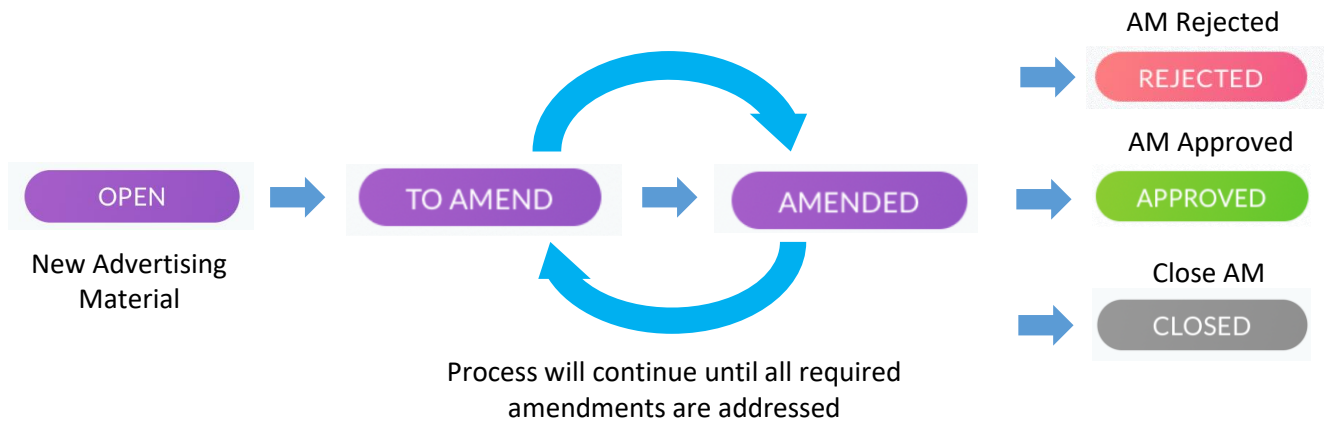 AM Rejected
REJECTED
AM Approved
OPEN
TO AMEND
AMENDED
APPROVED
New Advertising
Material
Close AM
CLOSED
Process will continue until all required
amendments are addressed